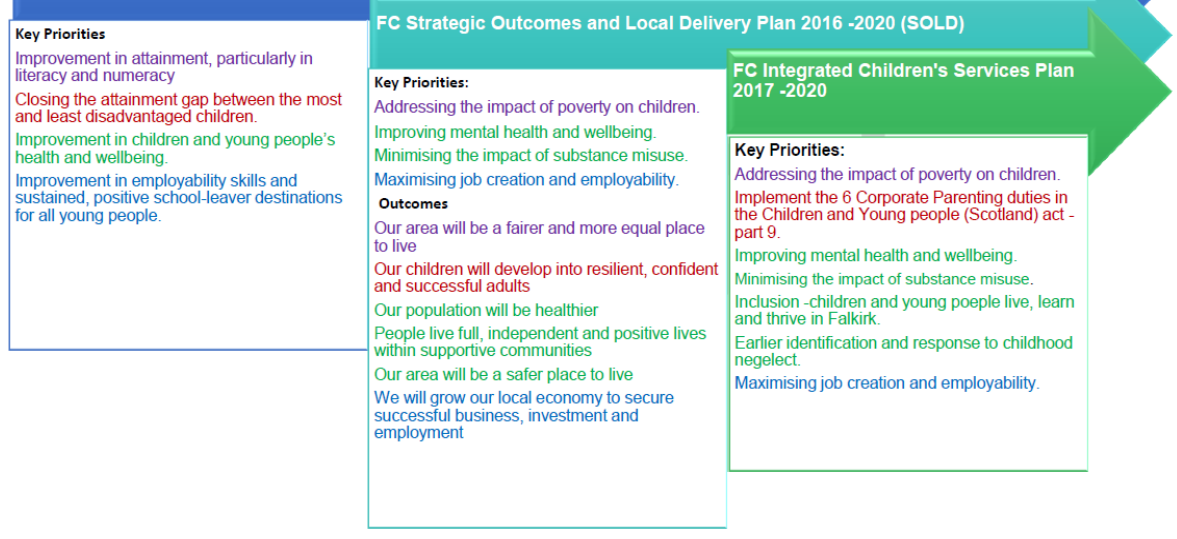 Key Priorities
Improvement in attainment, particularly in
literacy and numeracy
Closing the attainment gap between the most
and least disadvantaged children.
Improvement in children and young people's
health and wellbeing.
Improvement in employability skills and
sustained, positive school-leaver destinations
for all young people.
FC Strategic Outcomes and Local Delivery Plan 2016 -2020 (SOLD)
Key Priorities:
Addressing the impact of poverty on children.
Improving mental health and wellbeing.
Minimising the impact of substance misuse.
Maximising job creation and employability.
Outcomes
Our area will be a fairer and more equal place
to live
Our children will develop into resilient, confident
and successful adults
Our population will be healthier
People live full, independent and positive lives
within supportive communities
Our area will be a safer place to live
We will grow our local economy to secure
successful business, investment and
employment
FC Integrated Children's Services Plan
2017 -2020
Key Priorities:
Addressing the impact of poverty on children.
Implement the 6 Corporate Parenting duties in
the Children and Young people (Scotland) act -
part 9.
Improving mental health and wellbeing.
Minimising the impact of substance misuse.
Inclusion -children and young poeple live, learn
and thrive in Falkirk.
Earlier identification and response to childhood
negelect.
Maximising job creation and employability.